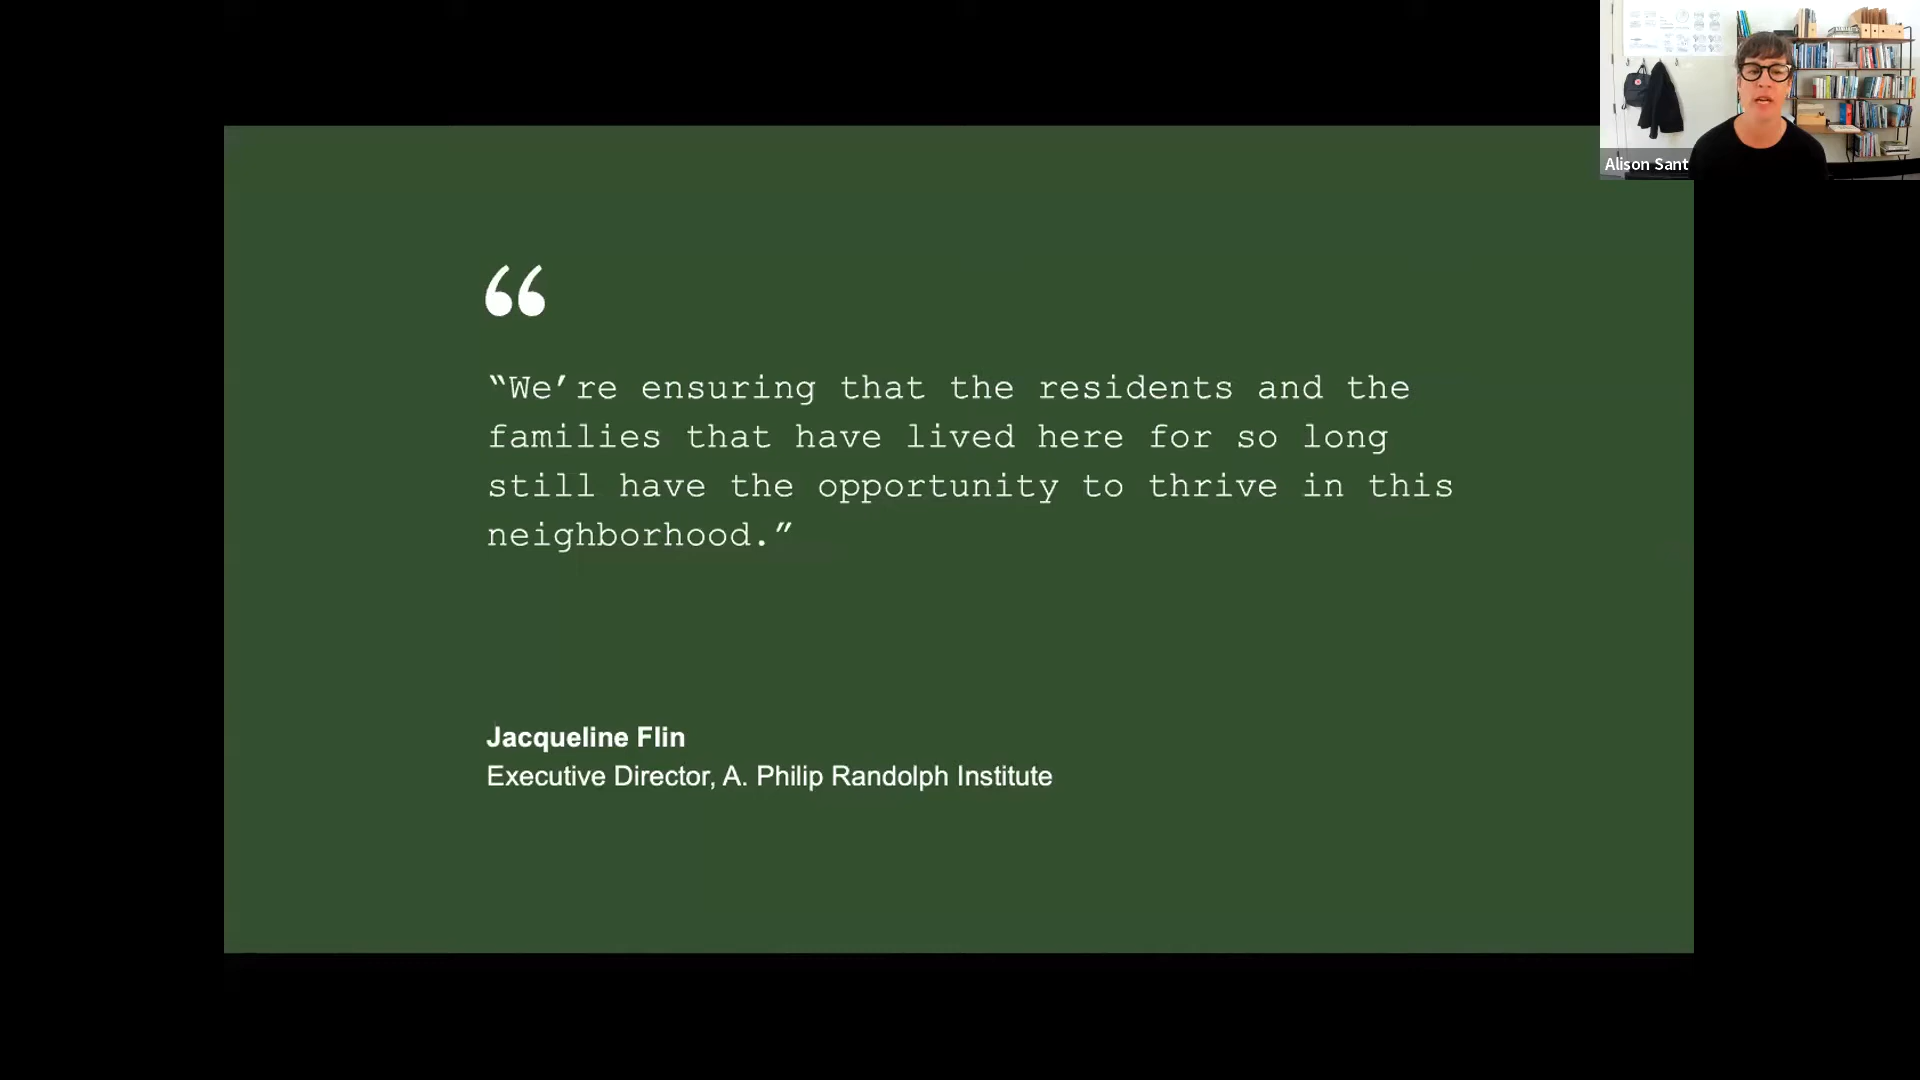 Alison Sant
“
“We’re ensuring that the residents and the
families that have lived here for so long
still have the opportunity to thrive in this
neighborhood.”
Jacqueline Flin
Executive Director, A. Philip Randolph Institute